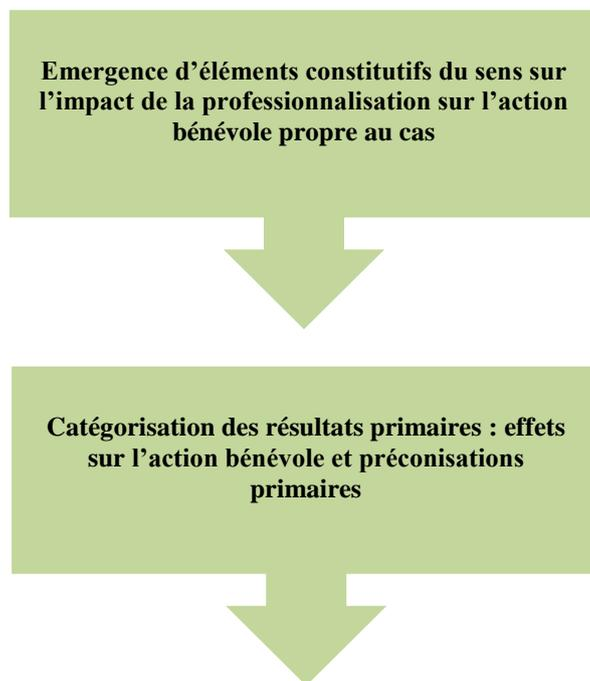 Emergence d’éléments constitutifs du sens sur
l’impact de la professionnalisation sur l’action
bénévole propre au cas
Catégorisation des résultats primaires : effets
sur l’action bénévole et préconisations
primaires